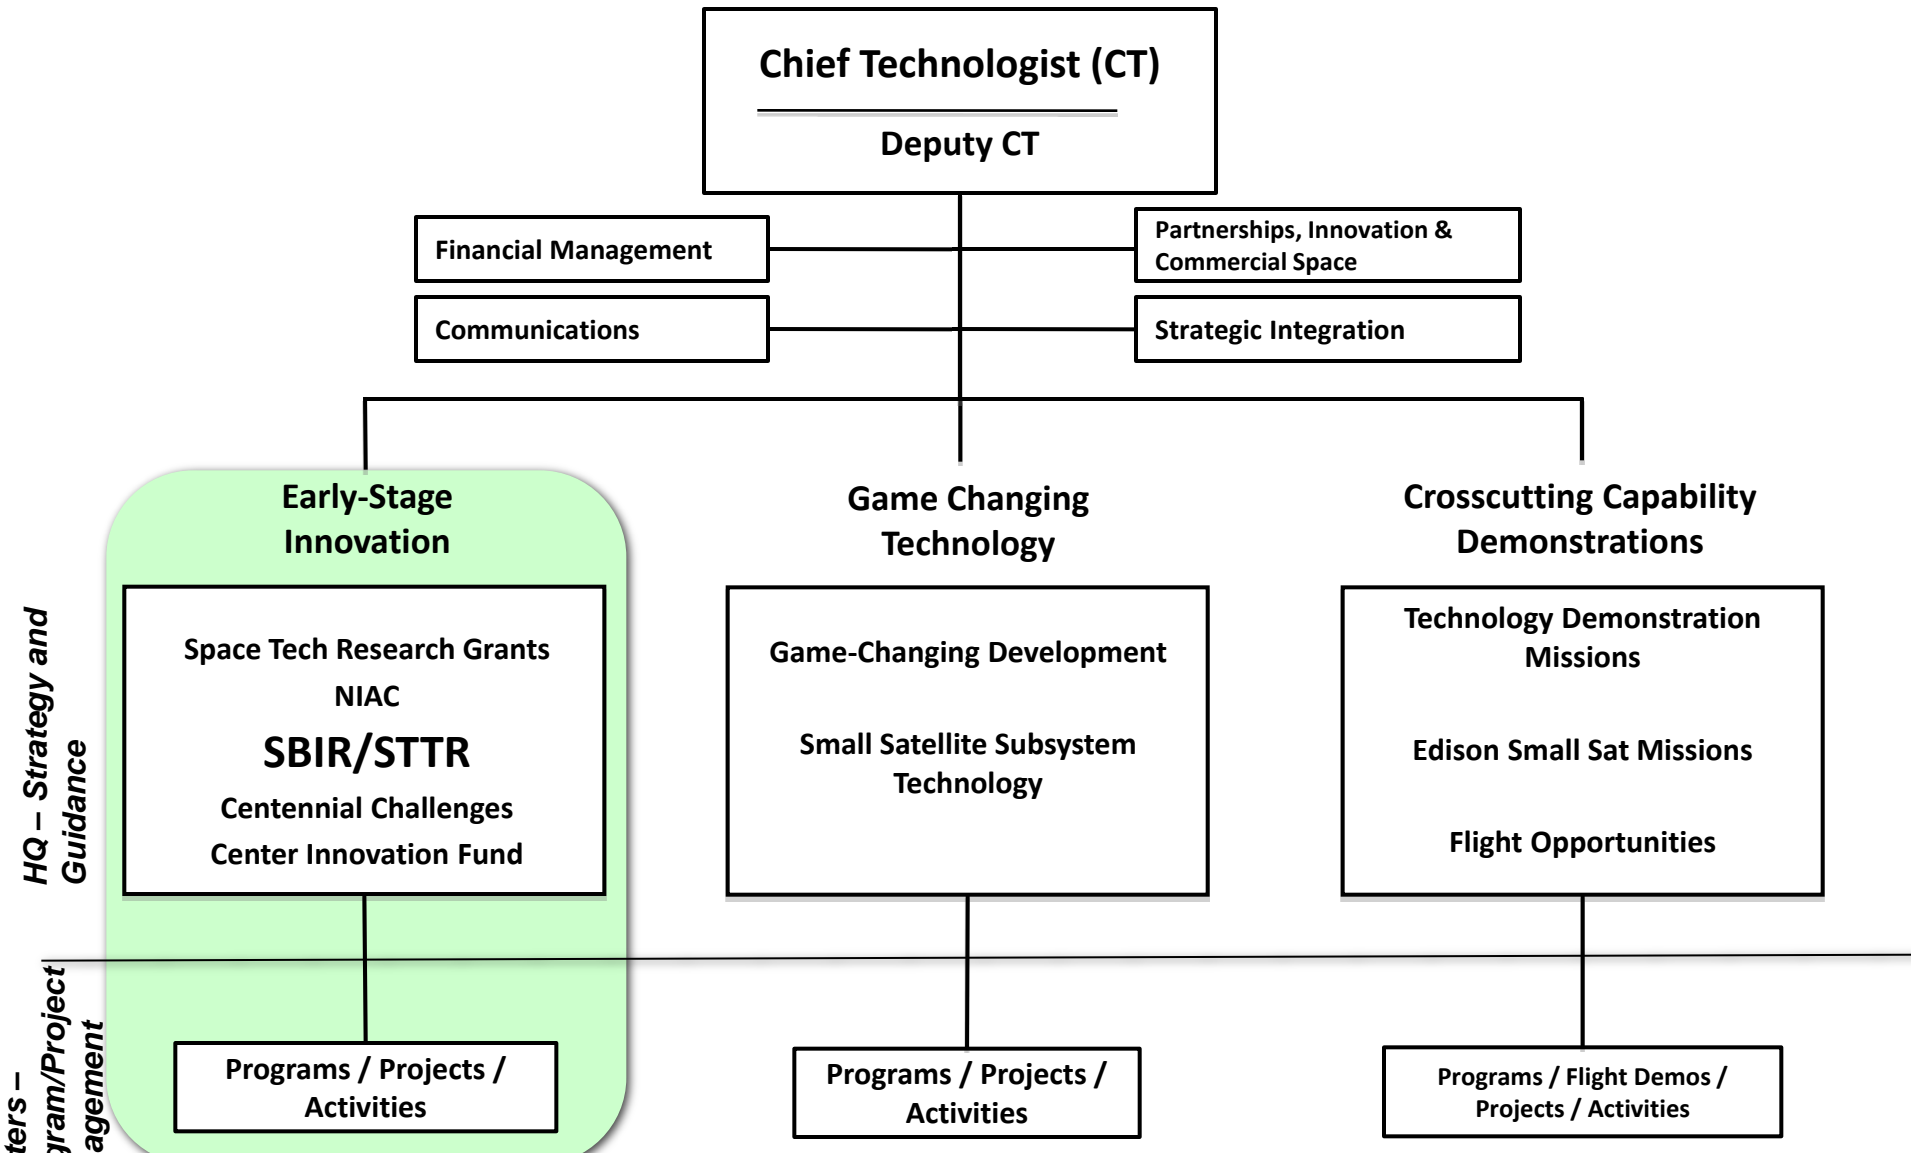 Chief Technologist (CT)
Deputy CT
Financial Management
Partnerships, Innovation &
Commercial Space
Communications
Strategic Integration
Early-Stage
Innovation
Game Changing
Technology
Crosscutting Capability
Demonstrations
HQ – Strategy and
Guidance
Space Tech Research Grants
NIAC
SBIR/STTR
Centennial Challenges
Center Innovation Fund
Game-Changing Development
Small Satellite Subsystem
Technology
Technology Demonstration
Missions
Edison Small Sat Missions
Flight Opportunities
Programs / Projects /
Activities
Programs / Projects /
Activities
Programs / Flight Demos /
Projects / Activities